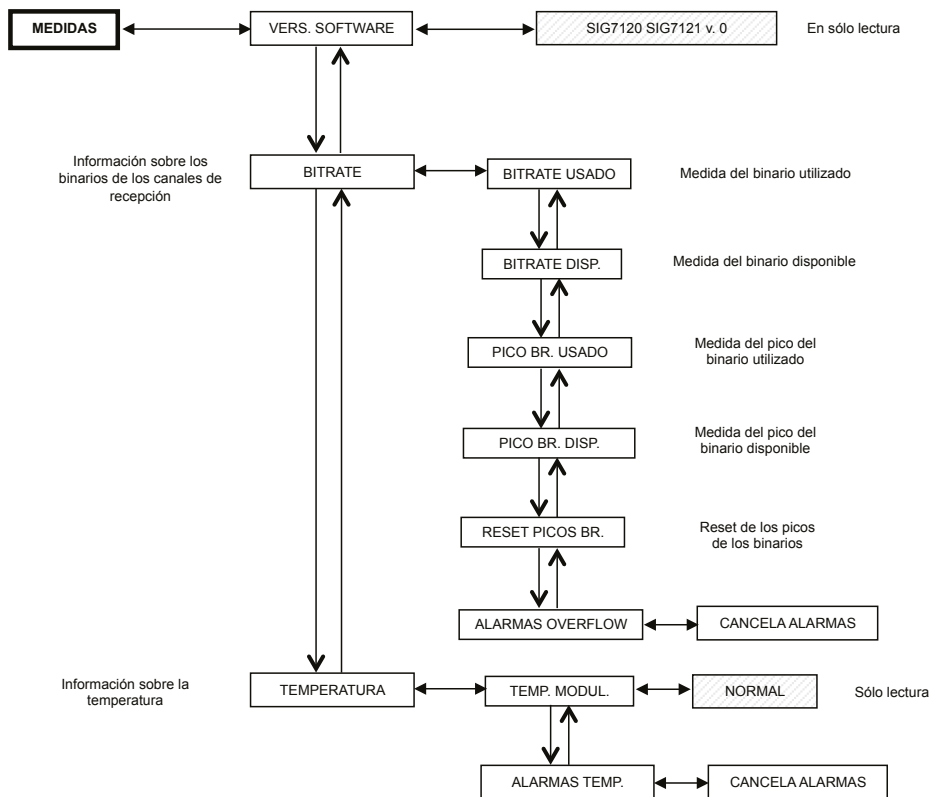 MEDIDAS
VERS. SOFTWARE
SIG7120 SIG7121 v. 0
En sólo lectura
Información sobre los
binarios de los canales de
recepción
BITRATE
BITRATE USADO
Medida del binario utilizado
BITRATE DISP.
Medida del binario disponible
PICO BR. USADO
Medida del pico del
binario utilizado
PICO BR. DISP.
Medida del pico del
binario disponible
RESET PICOS BR.
Reset de los picos
de los binarios
ALARMAS OVERFLOW
CANCELA ALARMAS
Información sobre la
temperatura
TEMPERATURA
TEMP. MODUL.
NORMAL
Sólo lectura
ALARMAS TEMP.
CANCELA ALARMAS